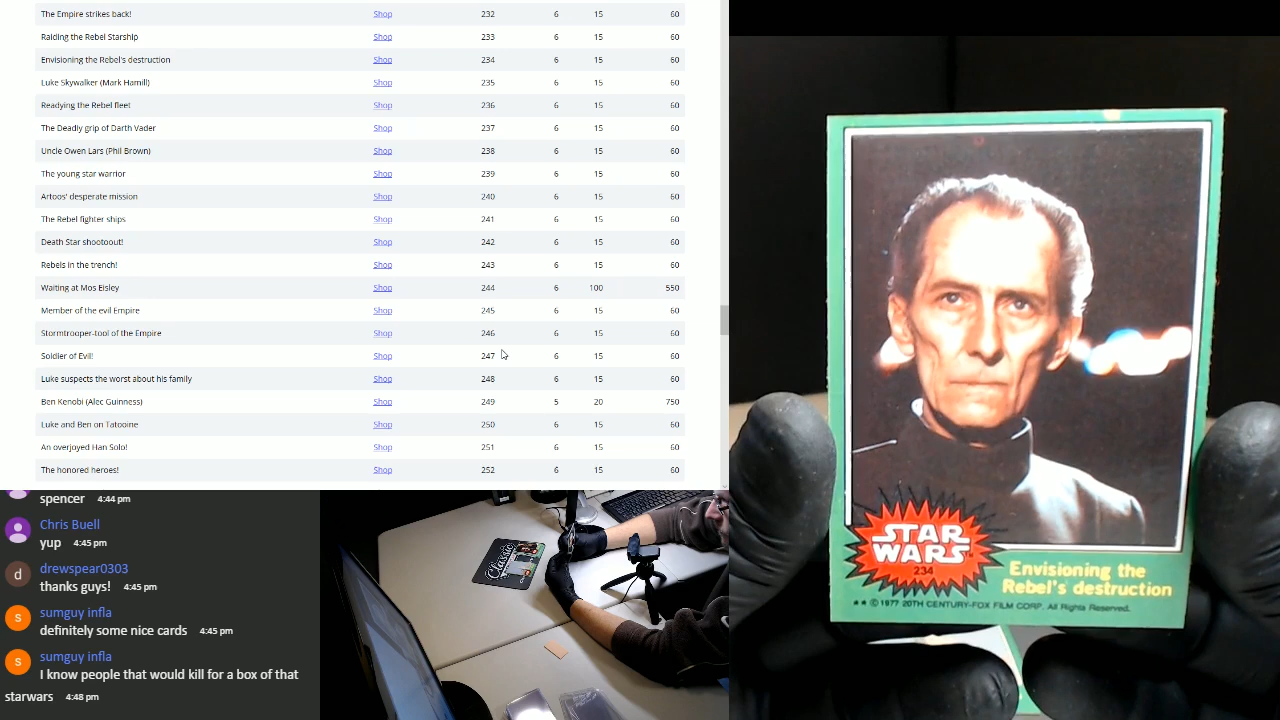 The Empire strikes back! Shop 232 6 15 60
Raiding the Rebel Starship Shop 233 6 15 60
Envisioning the Rebel's destruction Shop 234 6 15 60
Luke Skywalker (Mark Hamill) Shop 235 6 15 60
Readying the Rebel fleet Shop 236 6 15 60
The Deadly grip of Darth Vader Shop 237 6 15 60
Uncle Owen Lars (Phil Brown) Shop 238 6 15 60
The young star warrior Shop 239 6 15 60
Artoos' desperate mission Shop 240 6 15 60
The Rebel fighter ships Shop 241 6 15 60
Death Star shootoout! Shop 242 6 15 60
Rebels in the trench! Shop 243 6 15 60
Waiting at Mos Eisley Shop 244 6 100 550
Member of the evil Empire Shop 245 6 15 60
Stormtrooper-tool of the Empire Shop 246 6 15 60
Soldier of Evil! Shop 247 6 15 60
Luke suspects the worst about his family Shop 248 6 15 60
Ben Kenobi (Alec Guinness) Shop 249 5 20 750
Luke and Ben on Tatooine Shop 250 6 15 60
An overjoyed Han Solo! Shop 251 6 15 60
The honored heroes! Shop 252 6 15 60
spencer 4:44 pm
Chris Buell
yup 4:45 pm
d drewspear0303
thanks guys! 4:45 pm
s sumguy infla
definitely some nice cards 4:45 pm
s sumguy infla
I know people that would kill for a box of that
starwars 4:48 pm
Classic
STAR
WARS™
234
Envisioning the
Rebel's destruction
★★ © 1977 20TH CENTURY-FOX FILM CORP. All Rights Reserved.